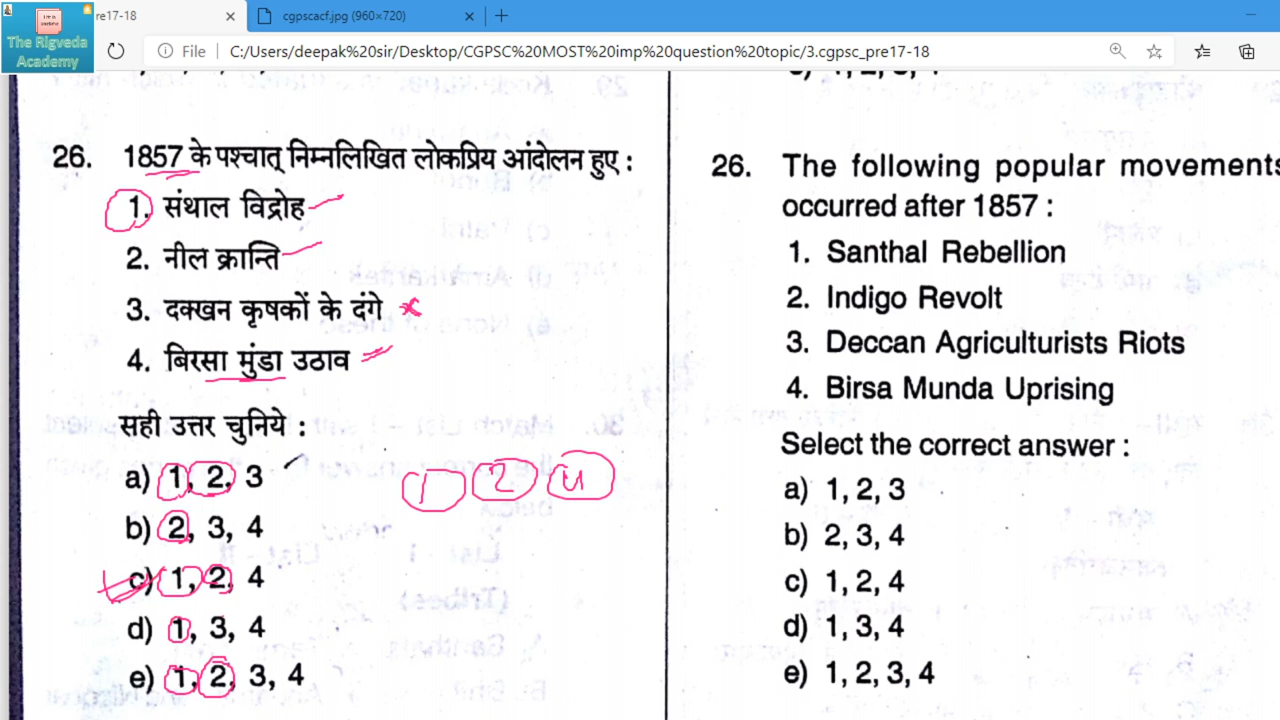 re17-18
cgpscacf.jpg (960×720)
The Rigveda
Academy
File
C:/Users/deepak%20sir/Desktop/CGPSC%20MOST%20imp%20question%20topic/3.cgpsc_pre17-18
26. 1857 के पश्चात् निम्नलिखित लोकप्रिय आंदोलन हुए :
1. संथाल विद्रोह
2. नील क्रान्ति
3. दक्खन कृषकों के दंगे
4. बिरसा मुंडा उठाव
सही उत्तर चुनिये :
a) 1, 2, 3
b) 2, 3, 4
c) 1, 2, 4
d) 1, 3, 4
e) 1, 2, 3, 4
1 2 4
26. The following popular movements
occurred after 1857 :
1. Santhal Rebellion
2. Indigo Revolt
3. Deccan Agriculturists Riots
4. Birsa Munda Uprising
Select the correct answer :
a) 1, 2, 3
b) 2, 3, 4
c) 1, 2, 4
d) 1, 3, 4
e) 1, 2, 3, 4